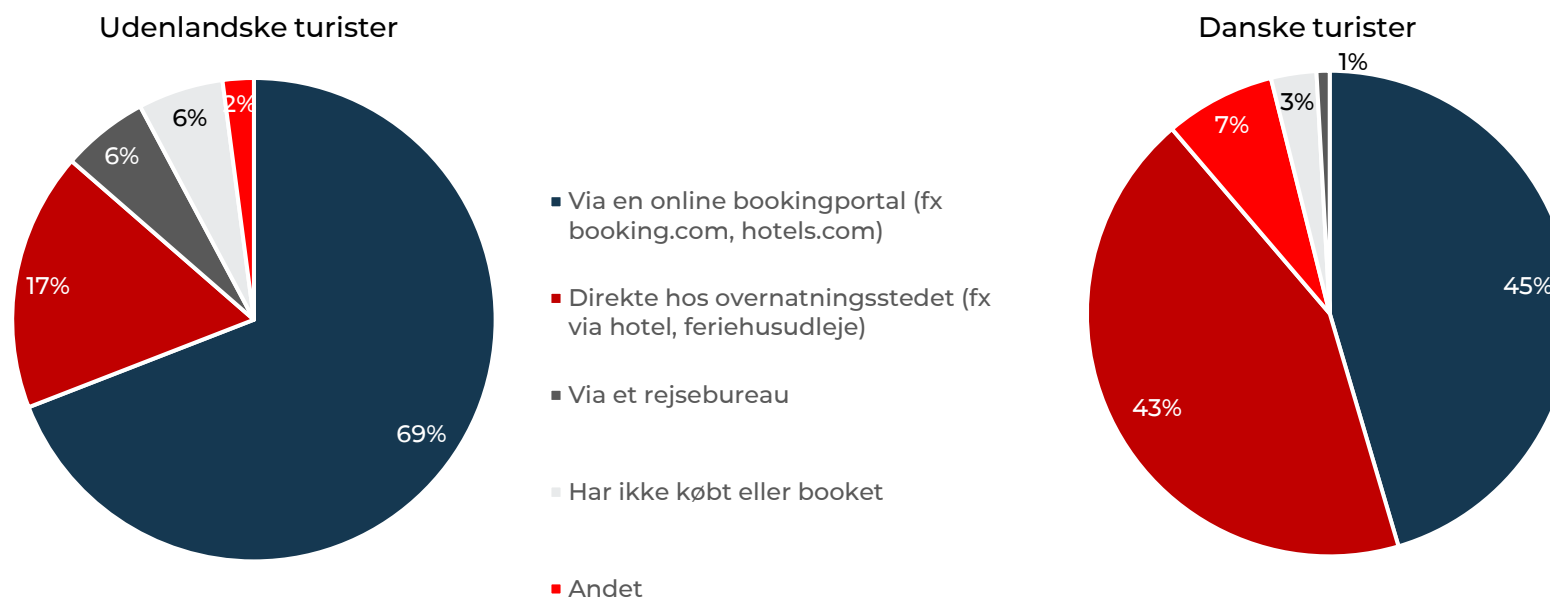 Udenlandske turister
Danske turister
2%
6%
6%
17%
69%
Via en online bookingportal (fx
booking.com, hotels.com)
Direkte hos overnatningsstedet (fx
via hotel, feriehusudleje)
Via et rejsebureau
Har ikke købt eller booket
Andet
1%
3%
7%
45%
43%